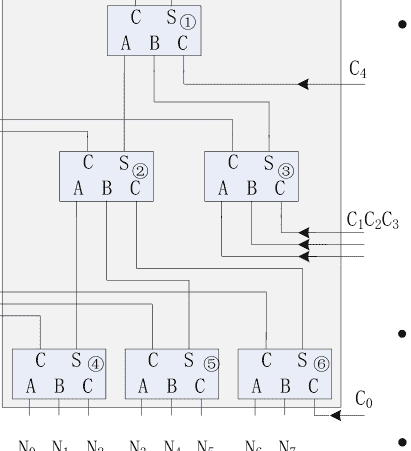 C S①
A B C
C₄
C S② C S③
A B C A B C
C₁C₂C₃
C S④ C S⑤ C S⑥
A B C A B C A B C
C₀
N₀ N₁ N₂ N₃ N₄ N₅ N₆ N₇